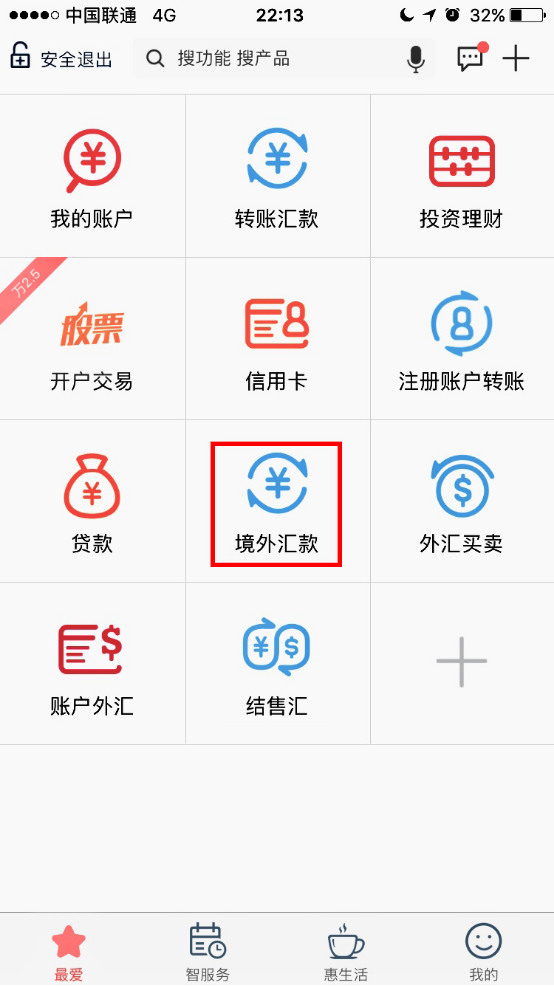 中国联通 4G 22:13 32%
安全退出 搜功能 搜产品
我的账户 转账汇款 投资理财
万2.5
股票
开户交易 信用卡 注册账户转账
贷款 境外汇款 外汇买卖
账户外汇 结售汇
最爱 智服务 惠生活 我的